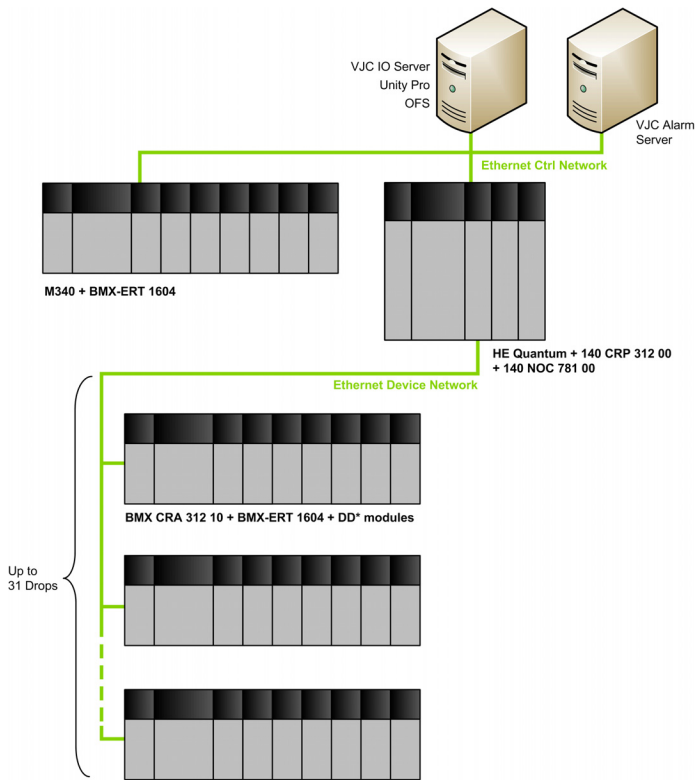 VJC IO Server
Unity Pro
OFS
VJC Alarm
Server
Ethernet Ctrl Network
M340 + BMX-ERT 1604
HE Quantum + 140 CRP 312 00
+ 140 NOC 781 00
Ethernet Device Network
BMX CRA 312 10 + BMX-ERT 1604 + DD* modules
Up to
31 Drops